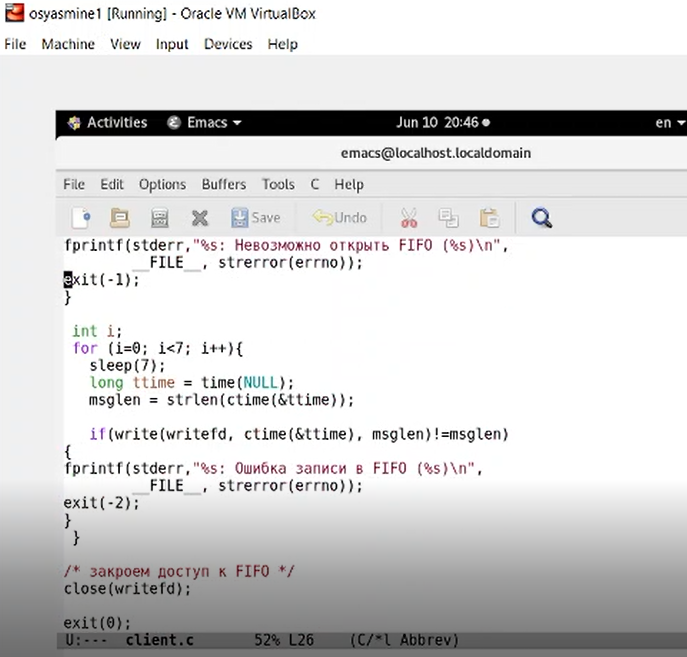 osyasmine1 [Running] - Oracle VM VirtualBox
File Machine View Input Devices Help
Activities Emacs Jun 10 20:46 en
emacs@localhost.localdomain
File Edit Options Buffers Tools C Help
Save Undo
fprintf(stderr,"%s: Невозможно открыть FIFO (%s)\n",
__FILE__, strerror(errno));
exit(-1);
}
int i;
for (i=0; i<7; i++){
sleep(7);
long ttime = time(NULL);
msglen = strlen(ctime(&ttime));
if(write(writefd, ctime(&ttime), msglen)!=msglen)
{
fprintf(stderr,"%s: Ошибка записи в FIFO (%s)\n",
__FILE__, strerror(errno));
exit(-2);
}
}
/* закроем доступ к FIFO */
close(writefd);
exit(0);
U:--- client.c 52% L26 (C/*l Abbrev)